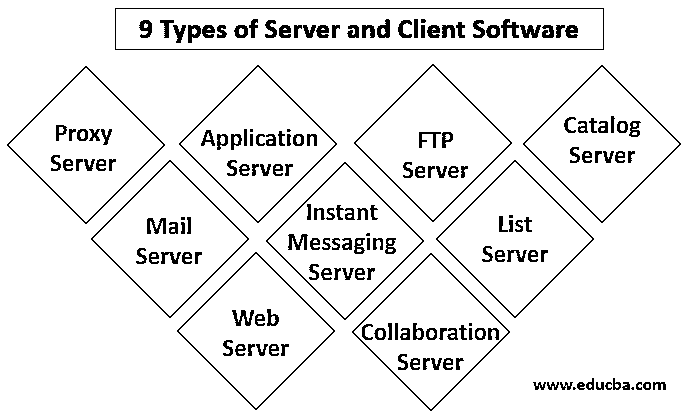 9 Types of Server and Client Software
Proxy
Server
Application
Server
FTP
Server
Catalog
Server
Mail
Server
Instant
Messaging
Server
List
Server
Web
Server
Collaboration
Server
www.educba.com